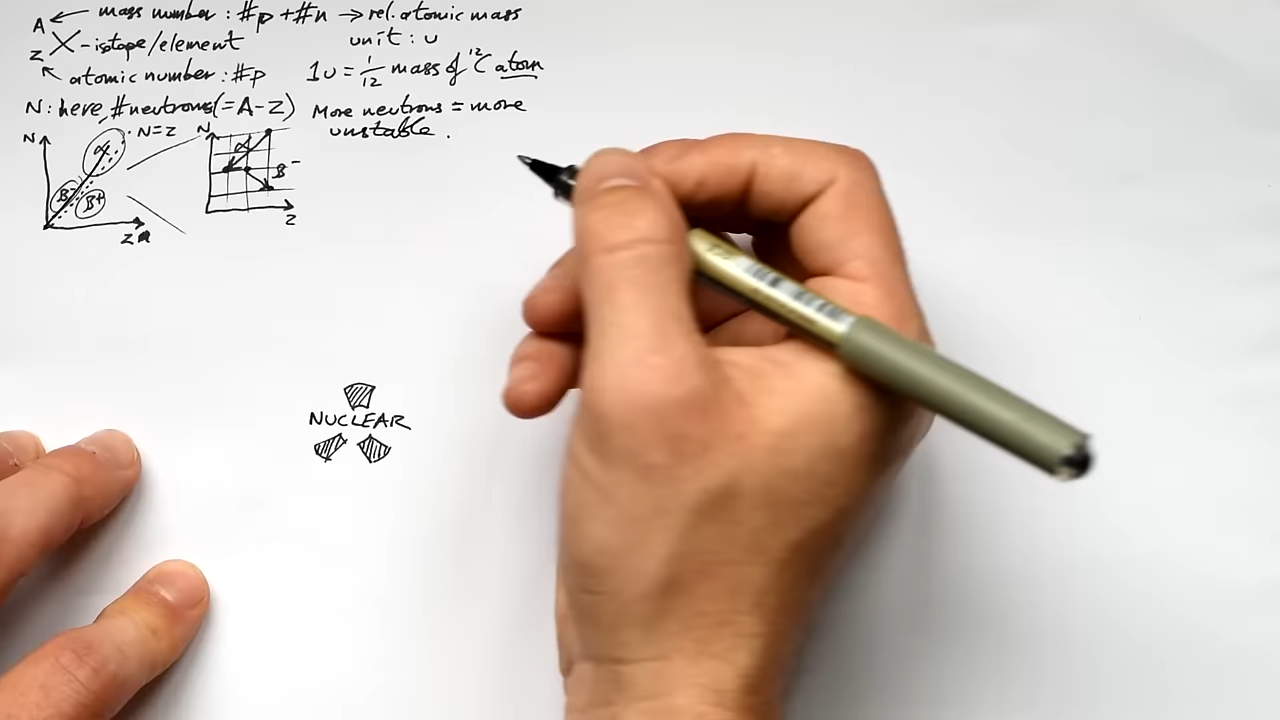 A ← mass number : #p + #n → rel. atomic mass
Z X - istope/element unit : u
↖ atomic number : #p 1u = 1/12 mass of ¹²C atom
N : here, #neutrons (= A - Z) More neutrons = more
unstable .
N α N=Z N α
β⁻ β⁺ β⁻
Z Z
NUCLEAR